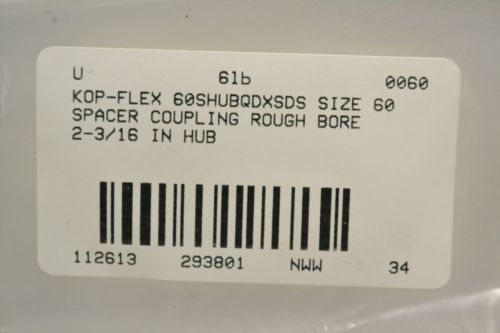 U 61b 0060
KOP-FLEX 60SHUBQDXSDS SIZE 60
SPACER COUPLING ROUGH BORE
2-3/16 IN HUB
112613 293801 NWW 34